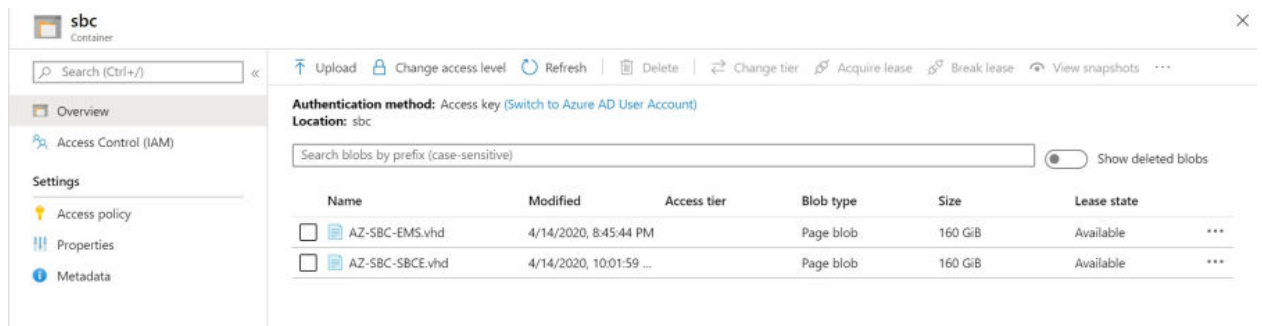 sbc
Container
Search (Ctrl+/)
Overview
Access Control (IAM)
Settings
Access policy
Properties
Metadata
Upload Change access level Refresh Delete Change tier Acquire lease Break lease View snapshots ...
Authentication method: Access key (Switch to Azure AD User Account)
Location: sbc
Search blobs by prefix (case-sensitive)
Show deleted blobs
Name Modified Access tier Blob type Size Lease state
AZ-SBC-EMS.vhd 4/14/2020, 8:45:44 PM Page blob 160 GiB Available ...
AZ-SBC-SBCE.vhd 4/14/2020, 10:01:59 ... Page blob 160 GiB Available ...